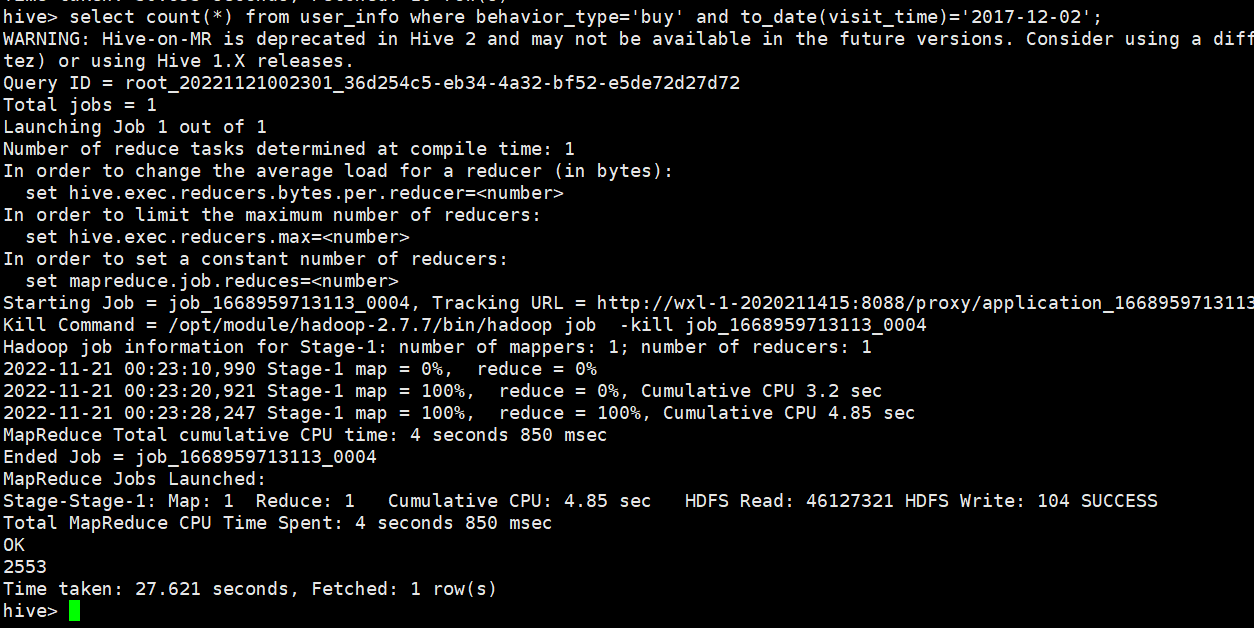 hive> select count(*) from user_info where behavior_type='buy' and to_date(visit_time)='2017-12-02';
WARNING: Hive-on-MR is deprecated in Hive 2 and may not be available in the future versions. Consider using a diff
tez) or using Hive 1.X releases.
Query ID = root_20221121002301_36d254c5-eb34-4a32-bf52-e5de72d27d72
Total jobs = 1
Launching Job 1 out of 1
Number of reduce tasks determined at compile time: 1
In order to change the average load for a reducer (in bytes):
  set hive.exec.reducers.bytes.per.reducer=<number>
In order to limit the maximum number of reducers:
  set hive.exec.reducers.max=<number>
In order to set a constant number of reducers:
  set mapreduce.job.reduces=<number>
Starting Job = job_1668959713113_0004, Tracking URL = http://wxl-1-2020211415:8088/proxy/application_1668959713113
Kill Command = /opt/module/hadoop-2.7.7/bin/hadoop job  -kill job_1668959713113_0004
Hadoop job information for Stage-1: number of mappers: 1; number of reducers: 1
2022-11-21 00:23:10,990 Stage-1 map = 0%,  reduce = 0%
2022-11-21 00:23:20,921 Stage-1 map = 100%,  reduce = 0%, Cumulative CPU 3.2 sec
2022-11-21 00:23:28,247 Stage-1 map = 100%,  reduce = 100%, Cumulative CPU 4.85 sec
MapReduce Total cumulative CPU time: 4 seconds 850 msec
Ended Job = job_1668959713113_0004
MapReduce Jobs Launched:
Stage-Stage-1: Map: 1  Reduce: 1   Cumulative CPU: 4.85 sec   HDFS Read: 46127321 HDFS Write: 104 SUCCESS
Total MapReduce CPU Time Spent: 4 seconds 850 msec
OK
2553
Time taken: 27.621 seconds, Fetched: 1 row(s)
hive>